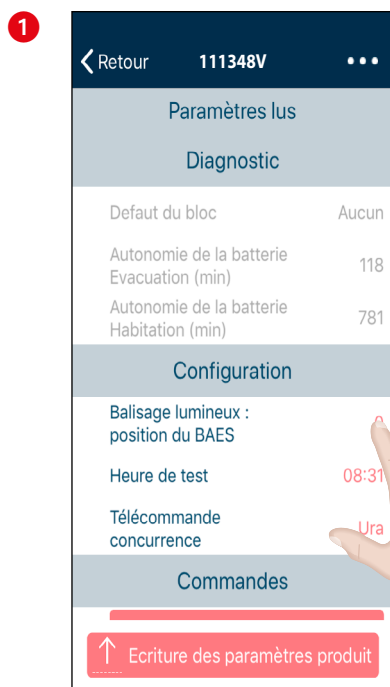 1
Retour 111348V
Paramètres lus
Diagnostic
Defaut du bloc Aucun
Autonomie de la batterie
Evacuation (min) 118
Autonomie de la batterie
Habitation (min) 781
Configuration
Balisage lumineux :
position du BAES
Heure de test 08:31
Télécommande
concurrence Ura
Commandes
Ecriture des paramètres produit